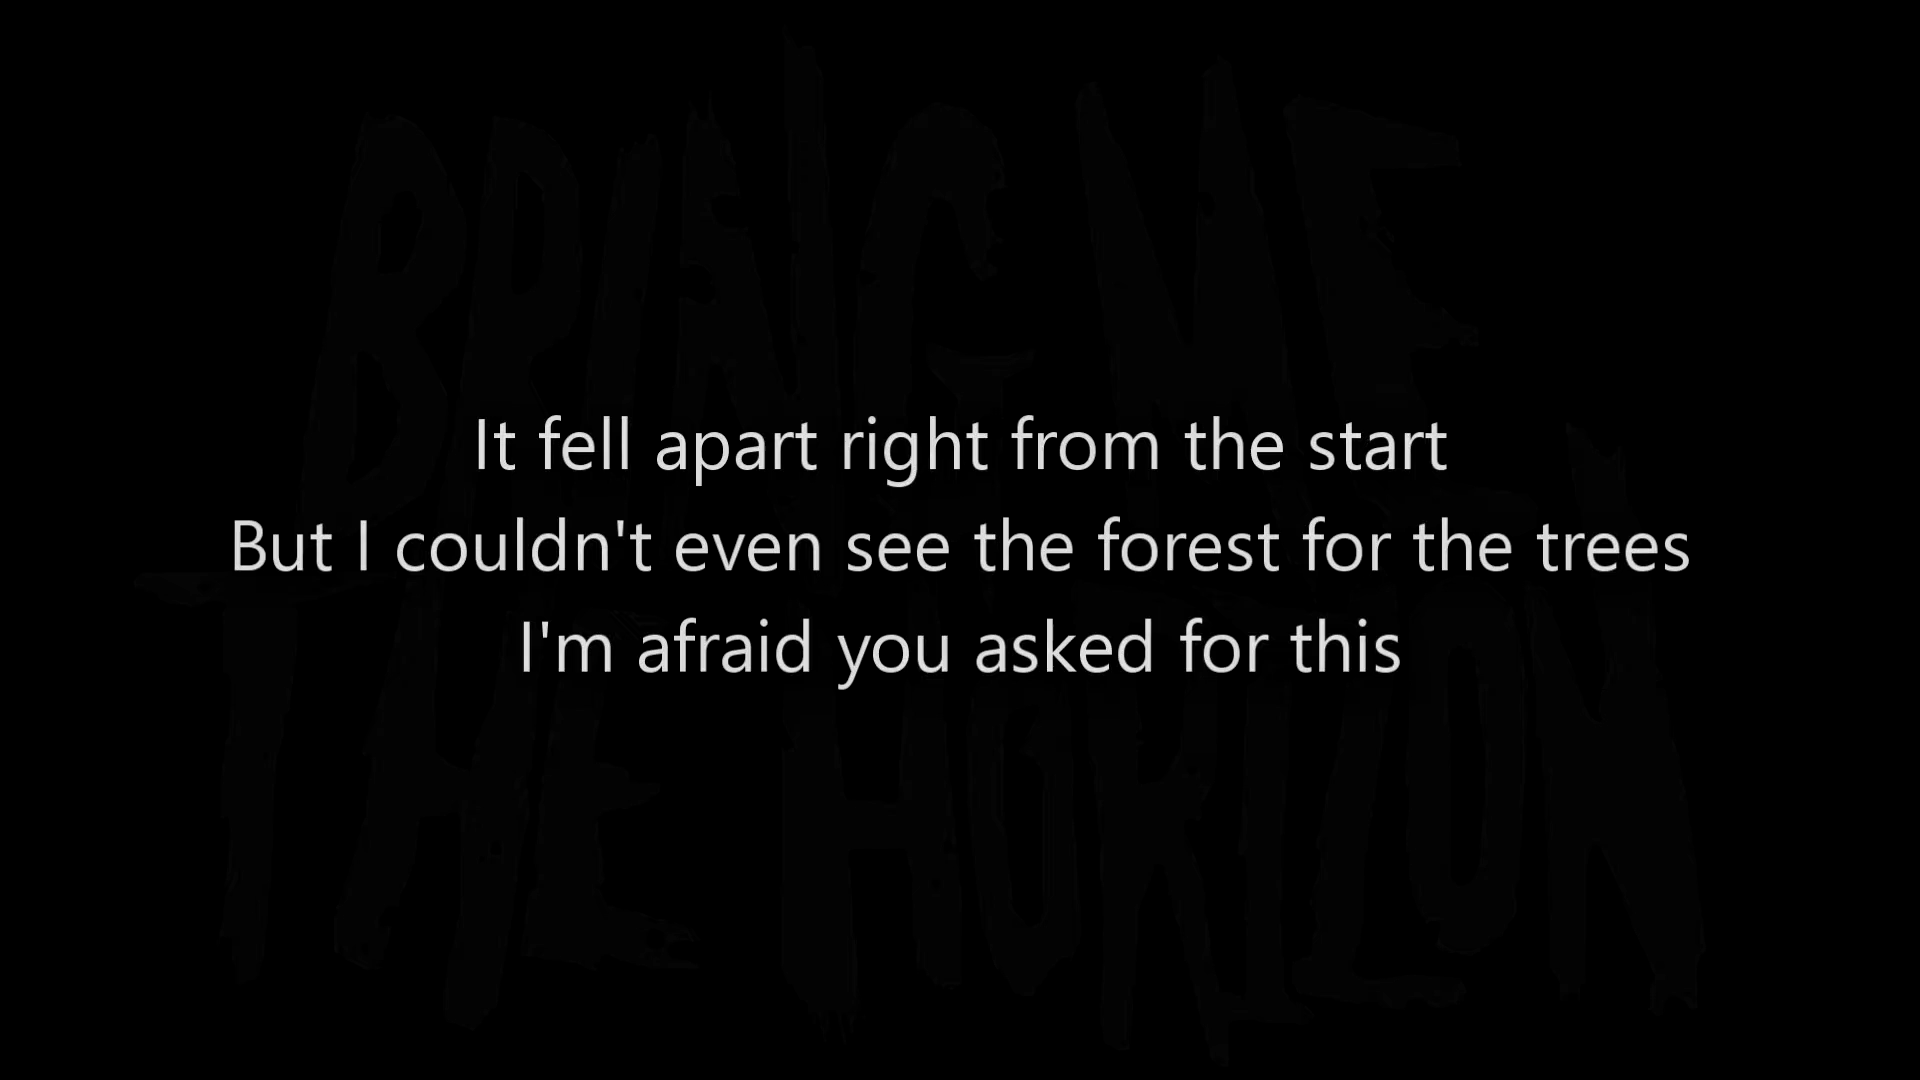 BRING ME
THE HORIZON
It fell apart right from the start
But I couldn't even see the forest for the trees
I'm afraid you asked for this